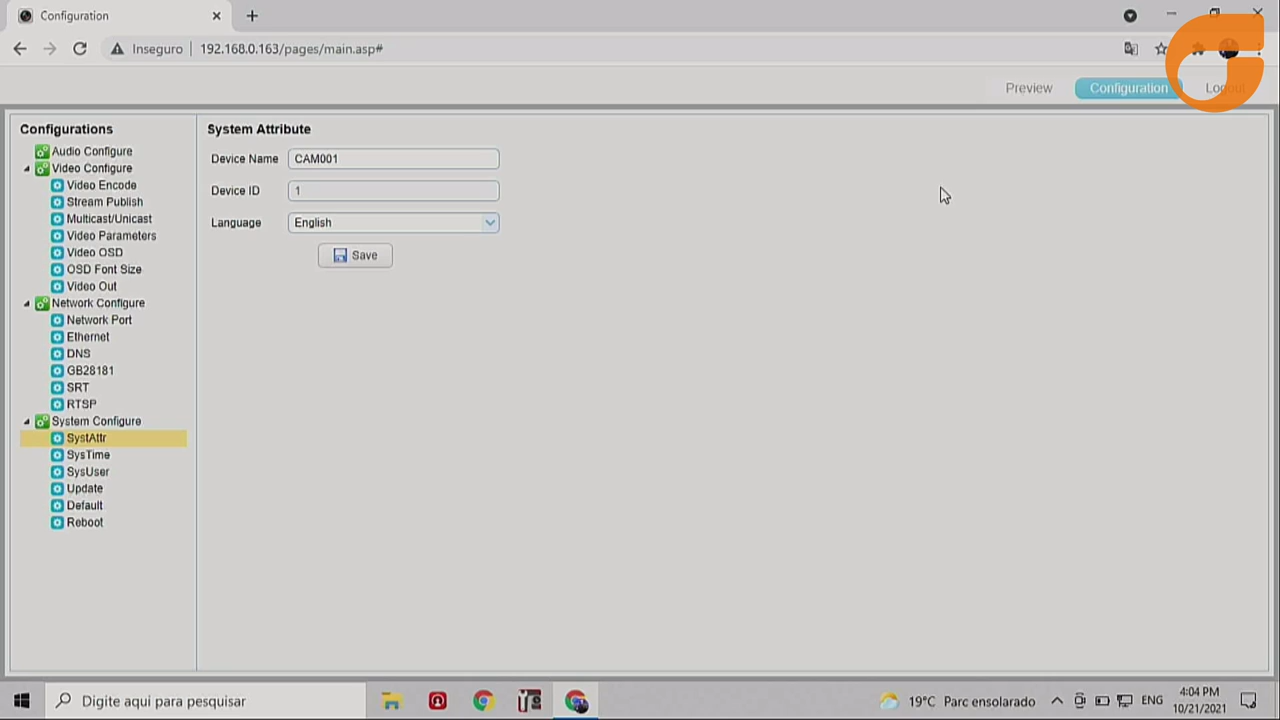 Configuration
Inseguro
192.168.0.163/pages/main.asp#
Preview
Configuration
Configurations
Audio Configure
Video Configure
Video Encode
Stream Publish
Multicast/Unicast
Video Parameters
Video OSD
OSD Font Size
Video Out
Network Configure
Network Port
Ethernet
DNS
GB28181
SRT
RTSP
System Configure
SystAttr
SysTime
SysUser
Update
Default
Reboot
System Attribute
Device Name CAM001
Device ID 1
Language English
Save
Digite aqui para pesquisar
19°C Parc ensolarado
ENG
4:04 PM
10/21/2021